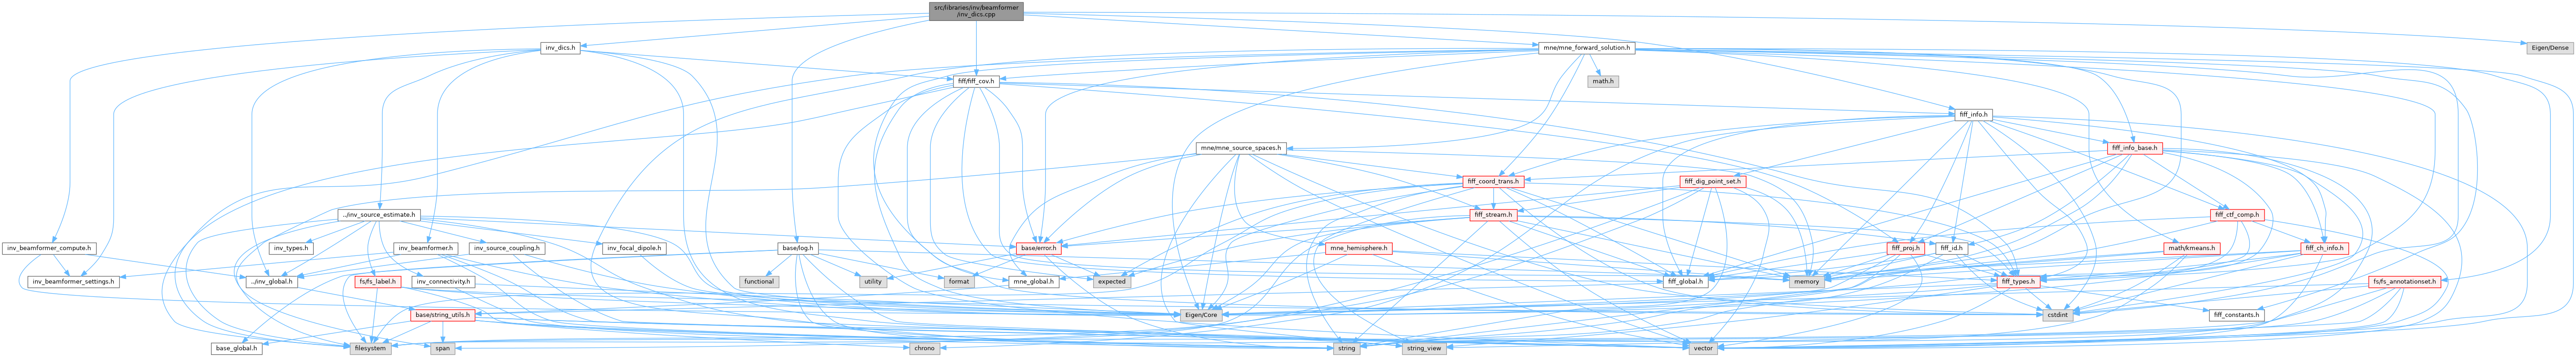 src/libraries/inv/beamformer
/inv_dics.cpp
inv_dics.h
mne/mne_forward_solution.h
Eigen/Dense
fiff/fiff_cov.h
math.h
fiff_info.h
mne/mne_source_spaces.h
fiff_info_base.h
fiff_coord_trans.h
fiff_dig_point_set.h
../inv_source_estimate.h
fiff_stream.h
fiff_ctf_comp.h
inv_beamformer_compute.h
inv_types.h
inv_beamformer.h
inv_source_coupling.h
inv_focal_dipole.h
base/log.h
base/error.h
mne_hemisphere.h
fiff_proj.h
fiff_id.h
math/kmeans.h
fiff_ch_info.h
inv_beamformer_settings.h
../inv_global.h
fs/fs_label.h
inv_connectivity.h
functional
utility
format
mne_global.h
expected
fiff_global.h
memory
fiff_types.h
fs/fs_annotationset.h
base/string_utils.h
Eigen/Core
cstdint
fiff_constants.h
base_global.h
filesystem
span
chrono
string
string_view
vector